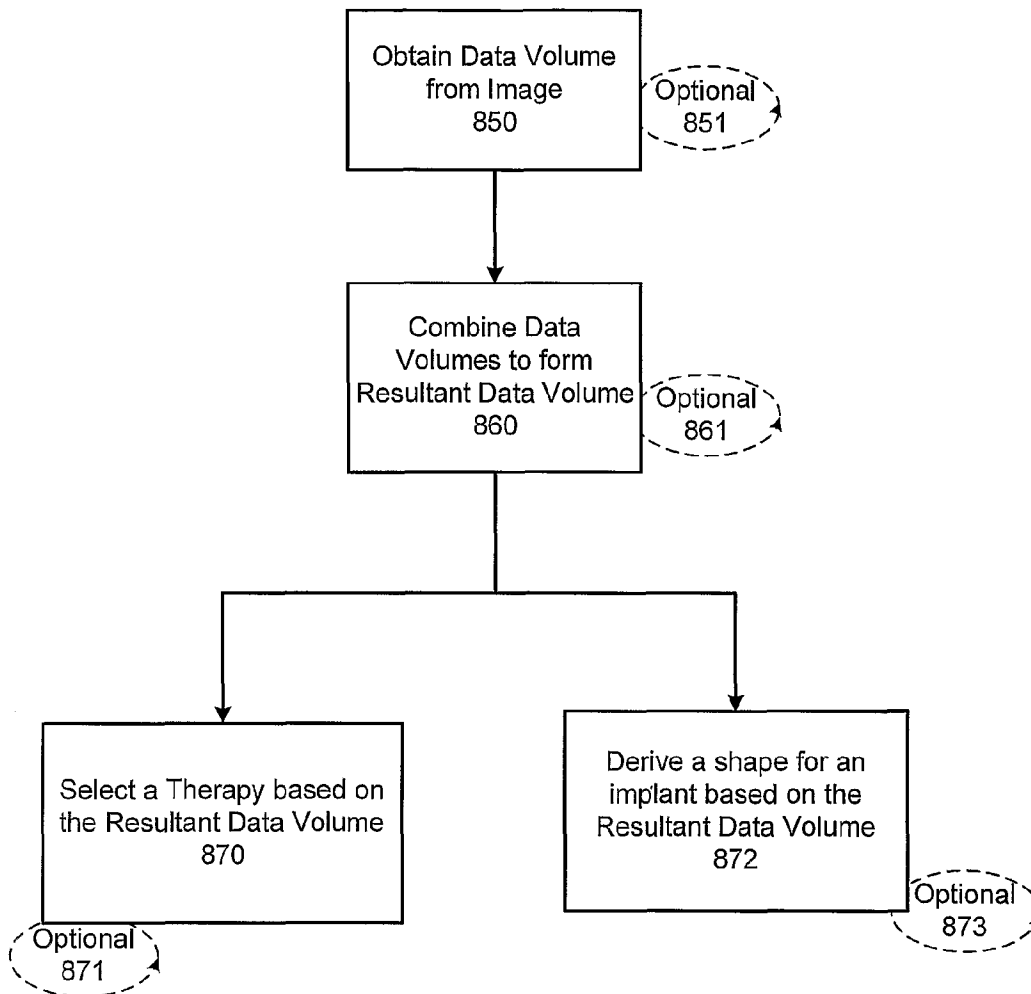 Obtain Data Volume
from Image
850
Optional
851
Combine Data
Volumes to form
Resultant Data Volume
860
Optional
861
Select a Therapy based on
the Resultant Data Volume
870
Optional
871
Derive a shape for an
implant based on the
Resultant Data Volume
872
Optional
873